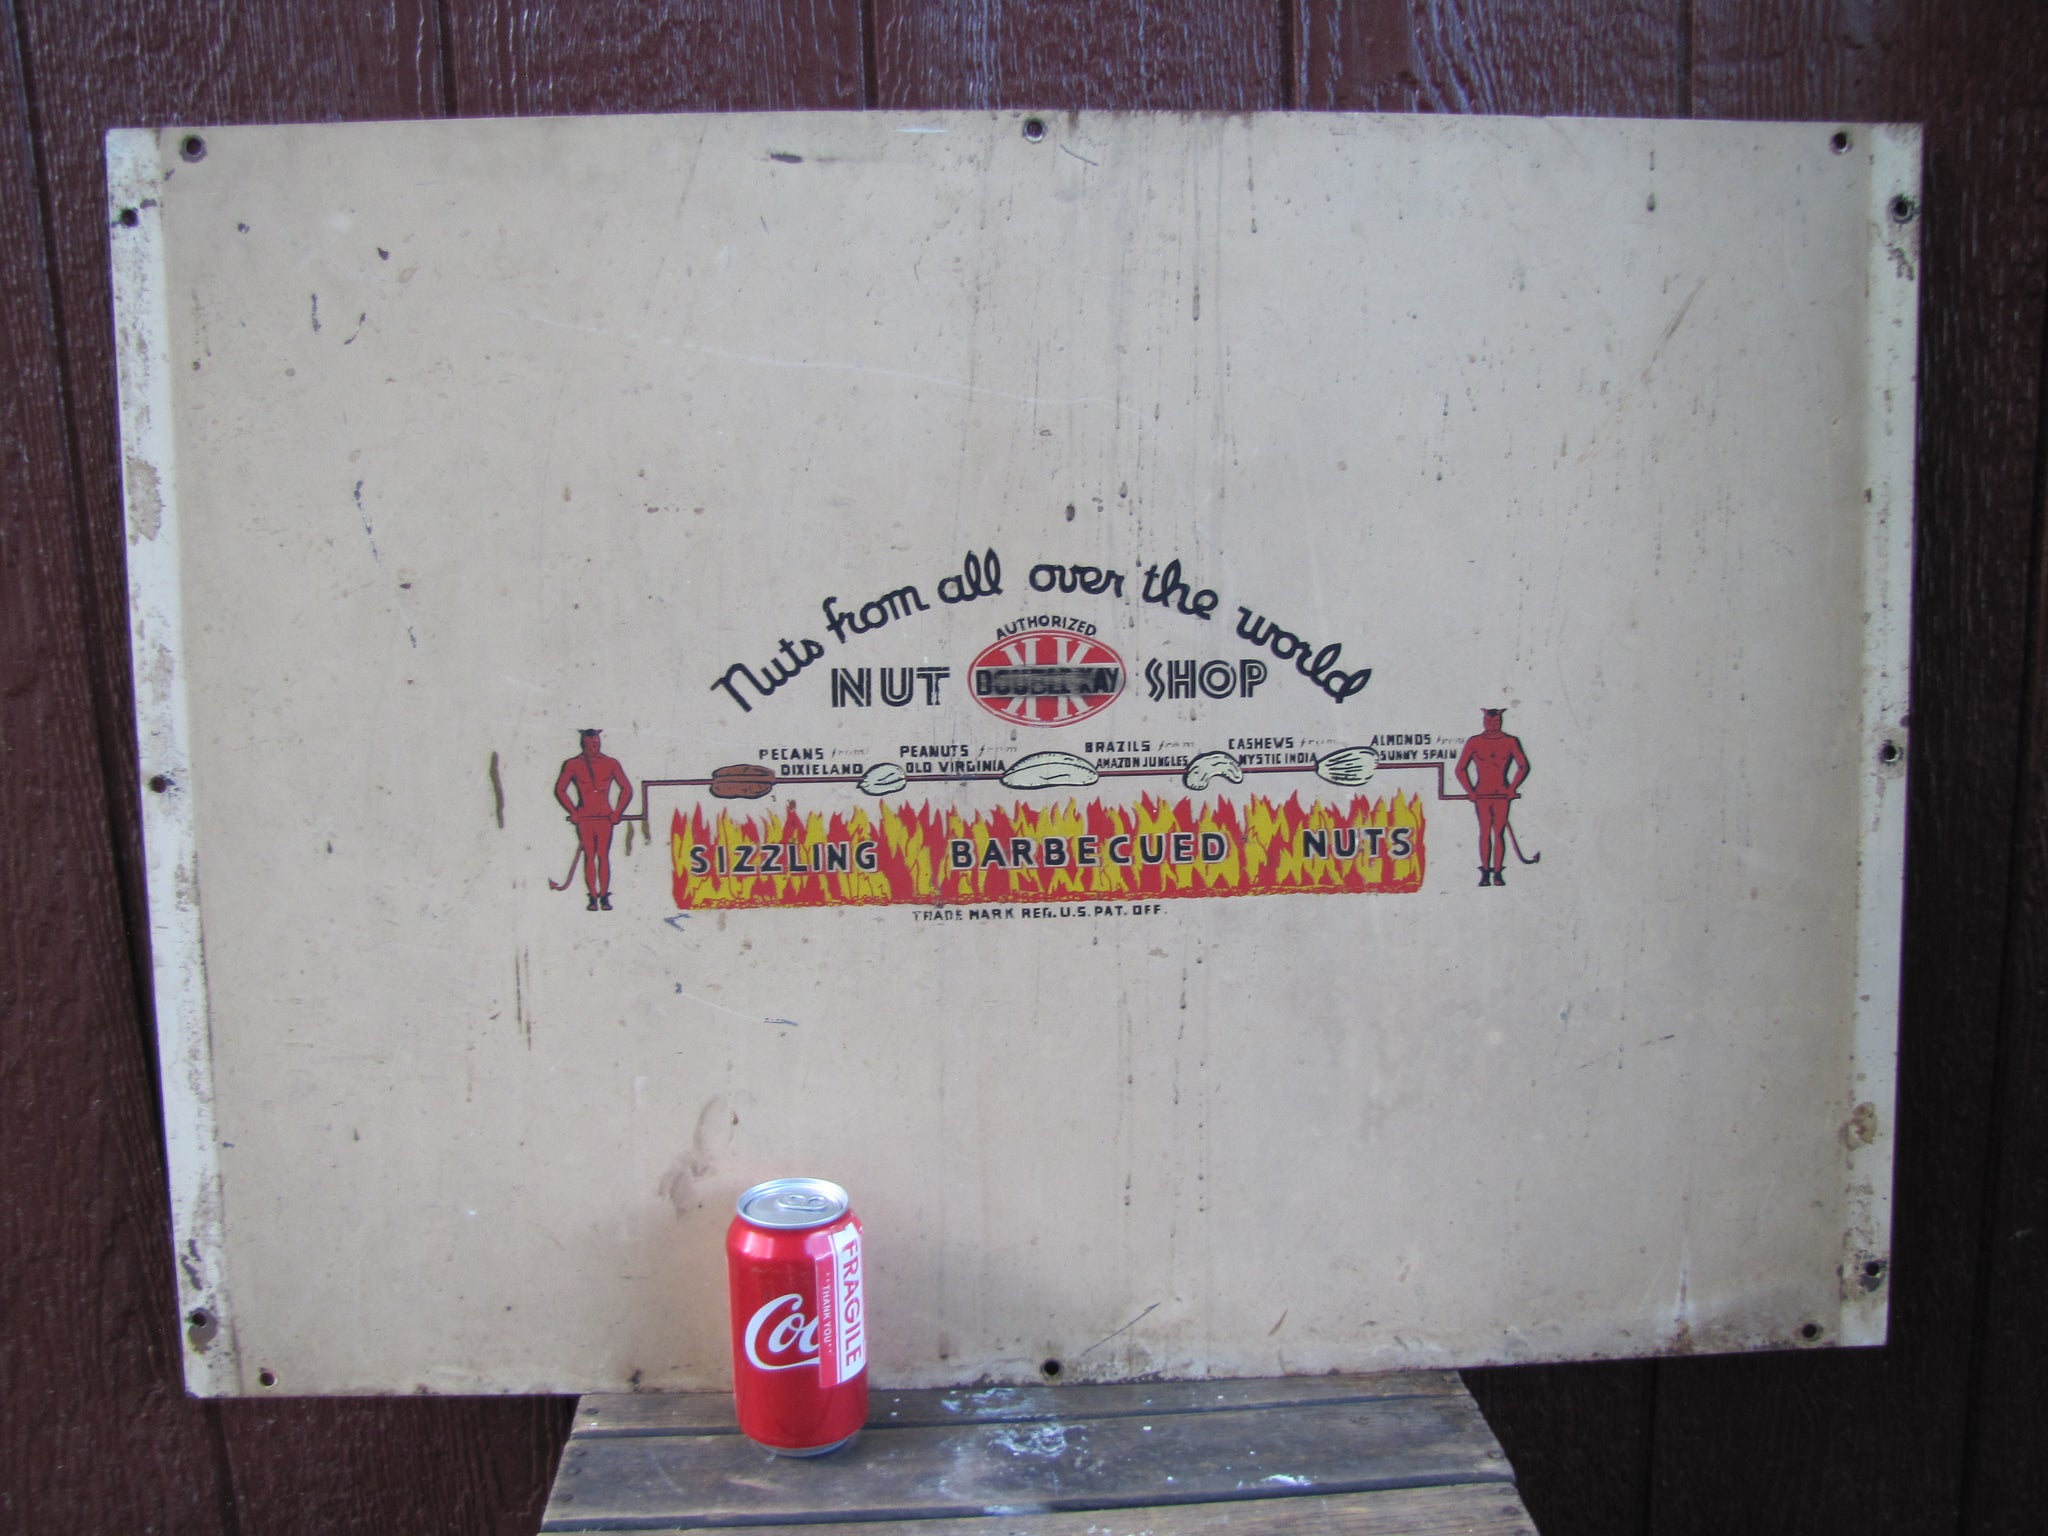 Nuts from all over the world
AUTHORIZED
KK
NUT DOUBLE KAY SHOP
PECANS from DIXIELAND
PEANUTS from OLD VIRGINIA
BRAZILS from AMAZON JUNGLES
CASHEWS from MYSTIC INDIA
ALMONDS from SUNNY SPAIN
SIZZLING BARBECUED NUTS
TRADE MARK REG. U.S. PAT. OFF.
Co
FRAGILE
THANK YOU